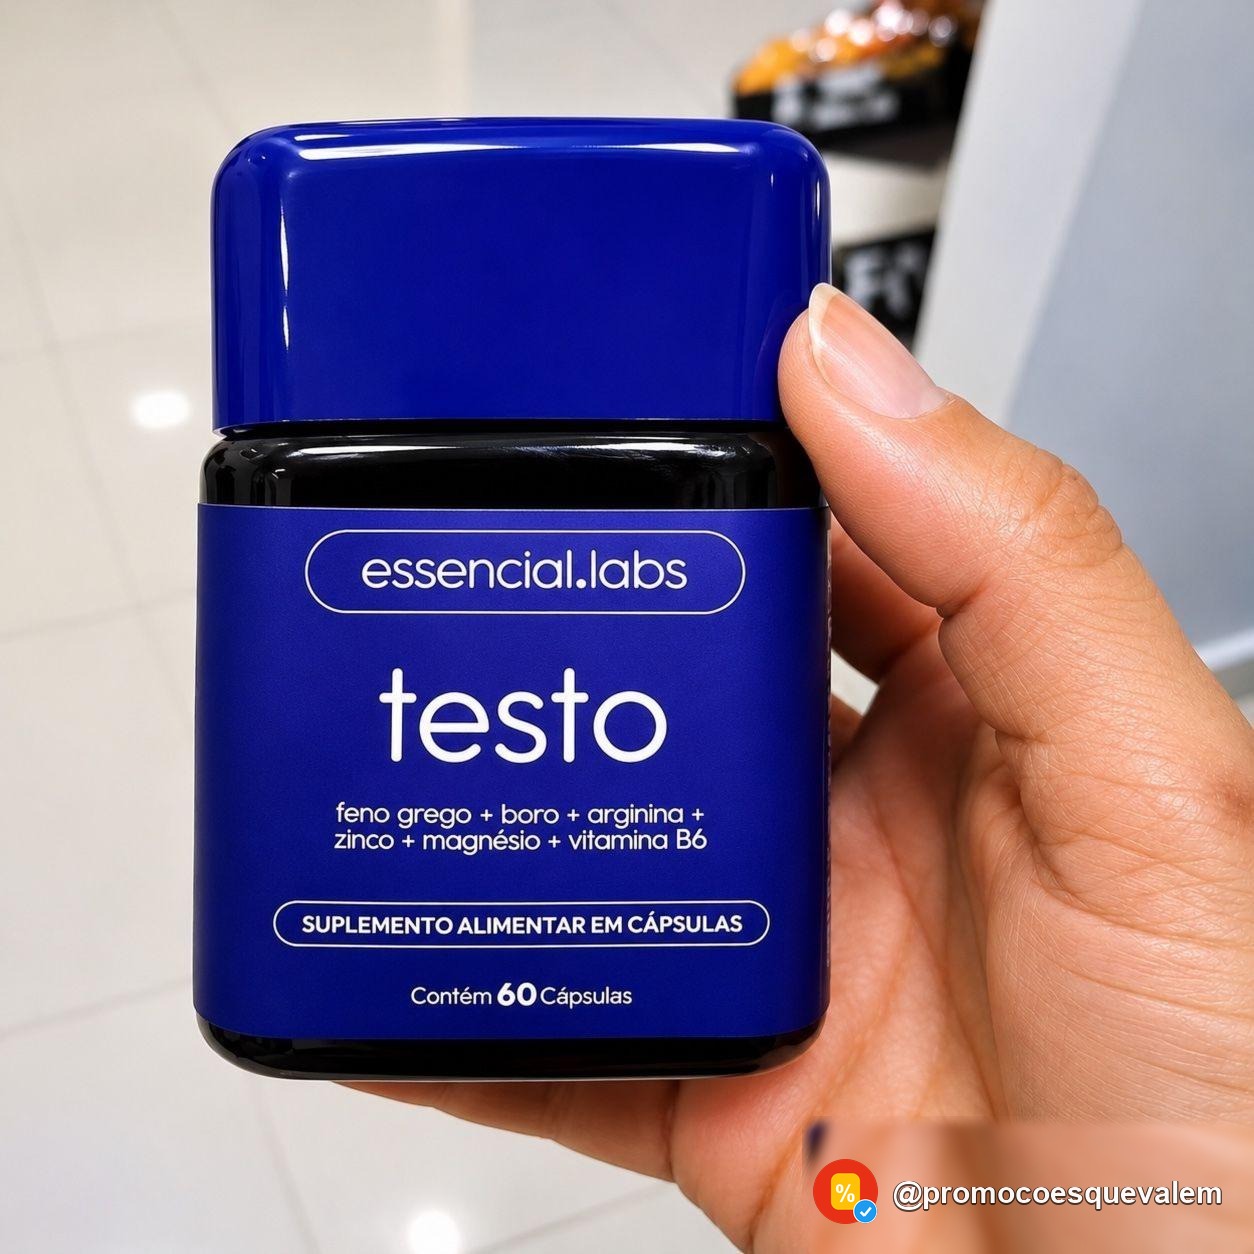 essencial.labs
testo
feno grego + boro + arginina +
zinco + magnésio + vitamina B6
SUPLEMENTO ALIMENTAR EM CÁPSULAS
Contém 60 Cápsulas
%
@promocoesquevalem